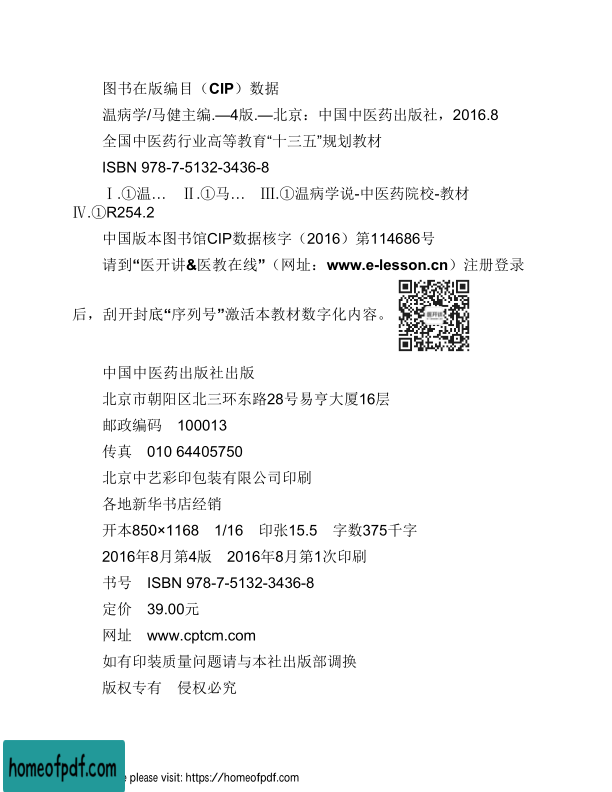 图书在版编目（CIP）数据
温病学/马健主编.—4版.—北京：中国中医药出版社，2016.8
全国中医药行业高等教育“十三五”规划教材
ISBN 978-7-5132-3436-8
Ⅰ.①温… Ⅱ.①马… Ⅲ.①温病学说-中医药院校-教材
Ⅳ.①R254.2
中国版本图书馆CIP数据核字（2016）第114686号
请到“医开讲&医教在线”（网址：www.e-lesson.cn）注册登录
后，刮开封底“序列号”激活本教材数字化内容。
中国中医药出版社出版
北京市朝阳区北三环东路28号易亨大厦16层
邮政编码 100013
传真 010 64405750
北京中艺彩印包装有限公司印刷
各地新华书店经销
开本850×1168 1/16 印张15.5 字数375千字
2016年8月第4版 2016年8月第1次印刷
书号 ISBN 978-7-5132-3436-8
定价 39.00元
网址 www.cptcm.com
如有印装质量问题请与本社出版部调换
版权专有 侵权必究
homeofpdf.com
please visit: https://homeofpdf.com